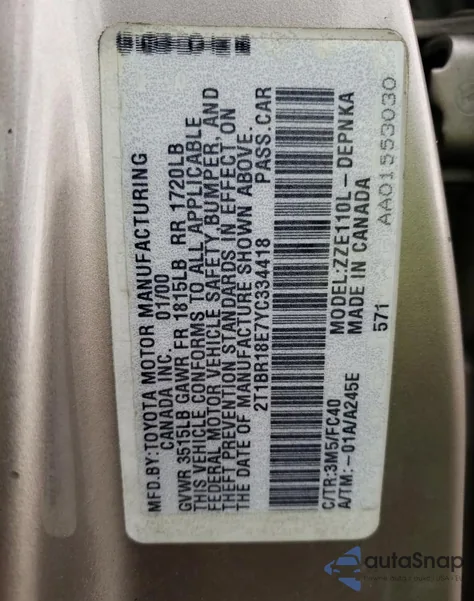 MFD.BY:TOYOTA MOTOR MANUFACTURING
CANADA INC. 01/00
GVWR 3515LB GAWR FR 1815LB RR 1720LB
THIS VEHICLE CONFORMS TO ALL APPLICABLE
FEDERAL MOTOR VEHICLE SAFETY, BUMPER, AND
THEFT PREVENTION STANDARDS IN EFFECT ON
THE DATE OF MANUFACTURE SHOWN ABOVE.
2T1BR18E7YC334418 PASS.CAR
C/TR:3M5/FC40 MODEL:ZZE110L-DEPNKA
A/TM:-01A/A245E MADE IN CANADA
571
AA01553030
autaSnap